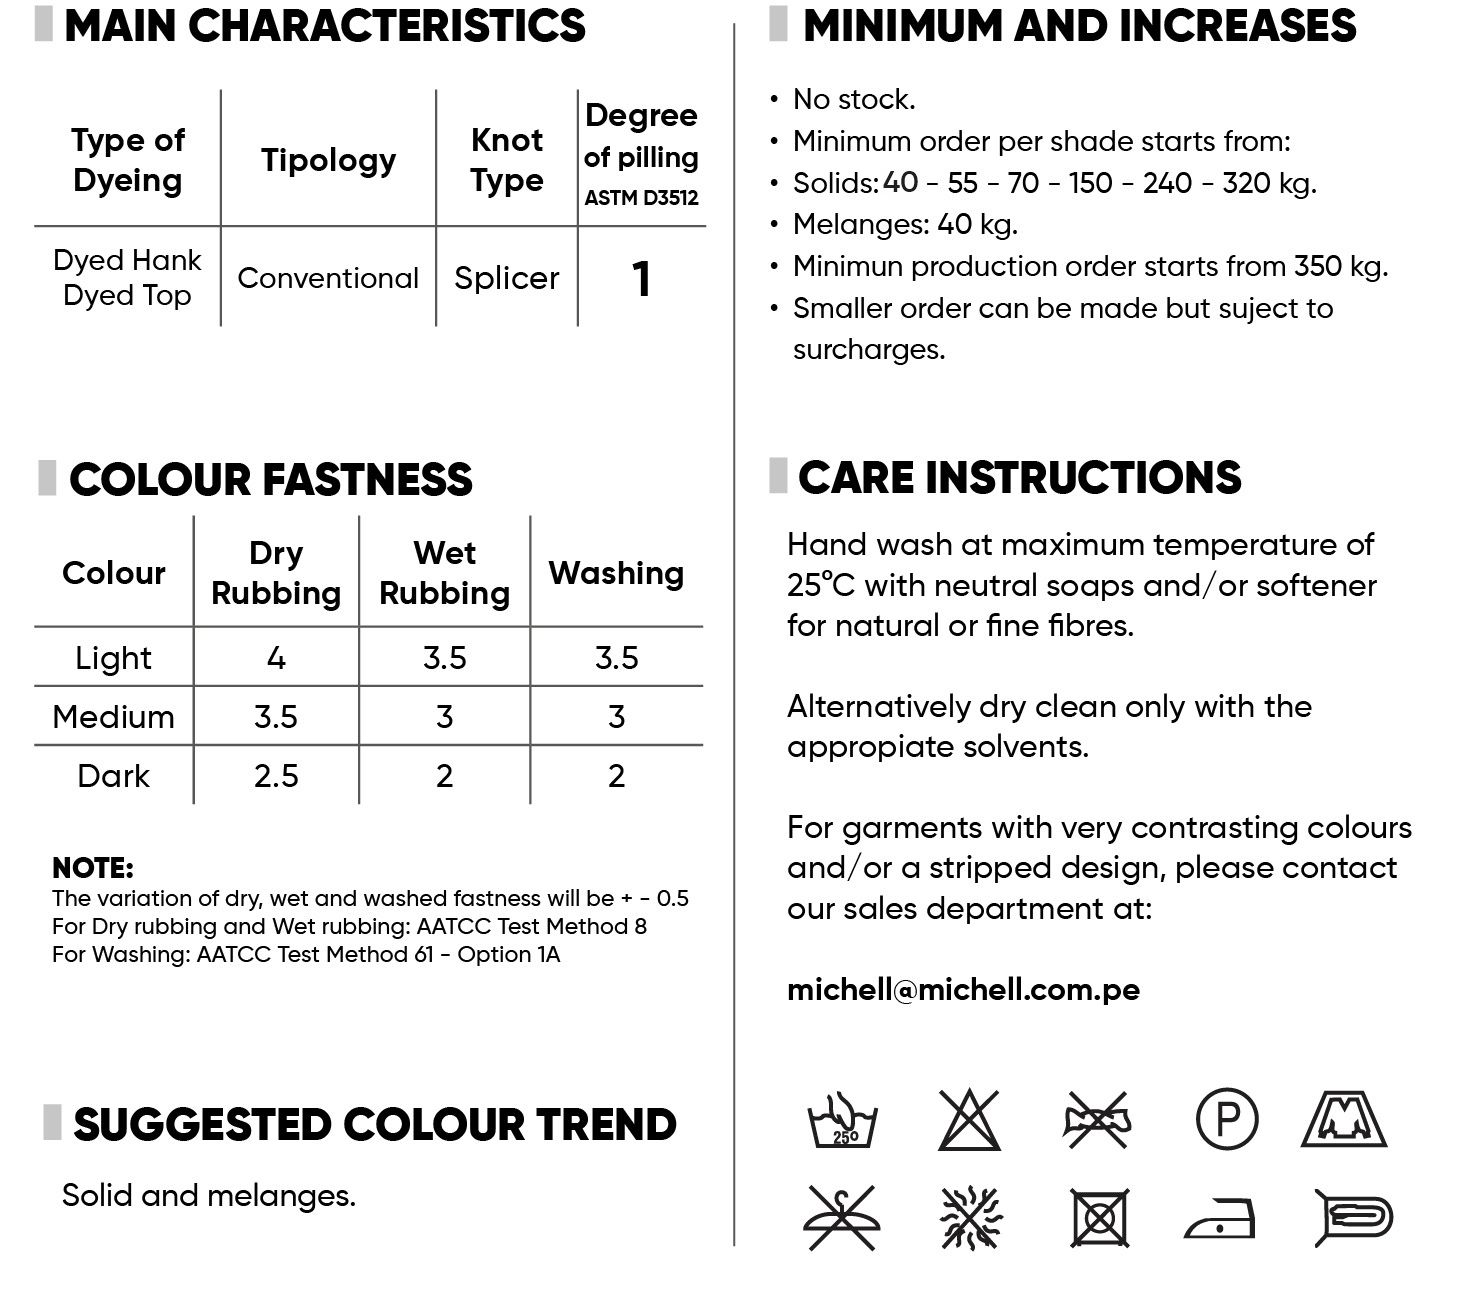 MAIN CHARACTERISTICS
Type of Dyeing | Tipology | Knot Type | Degree of pilling ASTM D3512
Dyed Hank Dyed Top | Conventional | Splicer | 1
COLOUR FASTNESS
Colour | Dry Rubbing | Wet Rubbing | Washing
Light | 4 | 3.5 | 3.5
Medium | 3.5 | 3 | 3
Dark | 2.5 | 2 | 2
NOTE:
The variation of dry, wet and washed fastness will be + - 0.5
For Dry rubbing and Wet rubbing: AATCC Test Method 8
For Washing: AATCC Test Method 61 - Option 1A
SUGGESTED COLOUR TREND
Solid and melanges.
MINIMUM AND INCREASES
• No stock.
• Minimum order per shade starts from:
• Solids: 40 - 55 - 70 - 150 - 240 - 320 kg.
• Melanges: 40 kg.
• Minimun production order starts from 350 kg.
• Smaller order can be made but suject to
surcharges.
CARE INSTRUCTIONS
Hand wash at maximum temperature of
25°C with neutral soaps and/or softener
for natural or fine fibres.
Alternatively dry clean only with the
appropiate solvents.
For garments with very contrasting colours
and/or a stripped design, please contact
our sales department at:
michell@michell.com.pe
25º
P